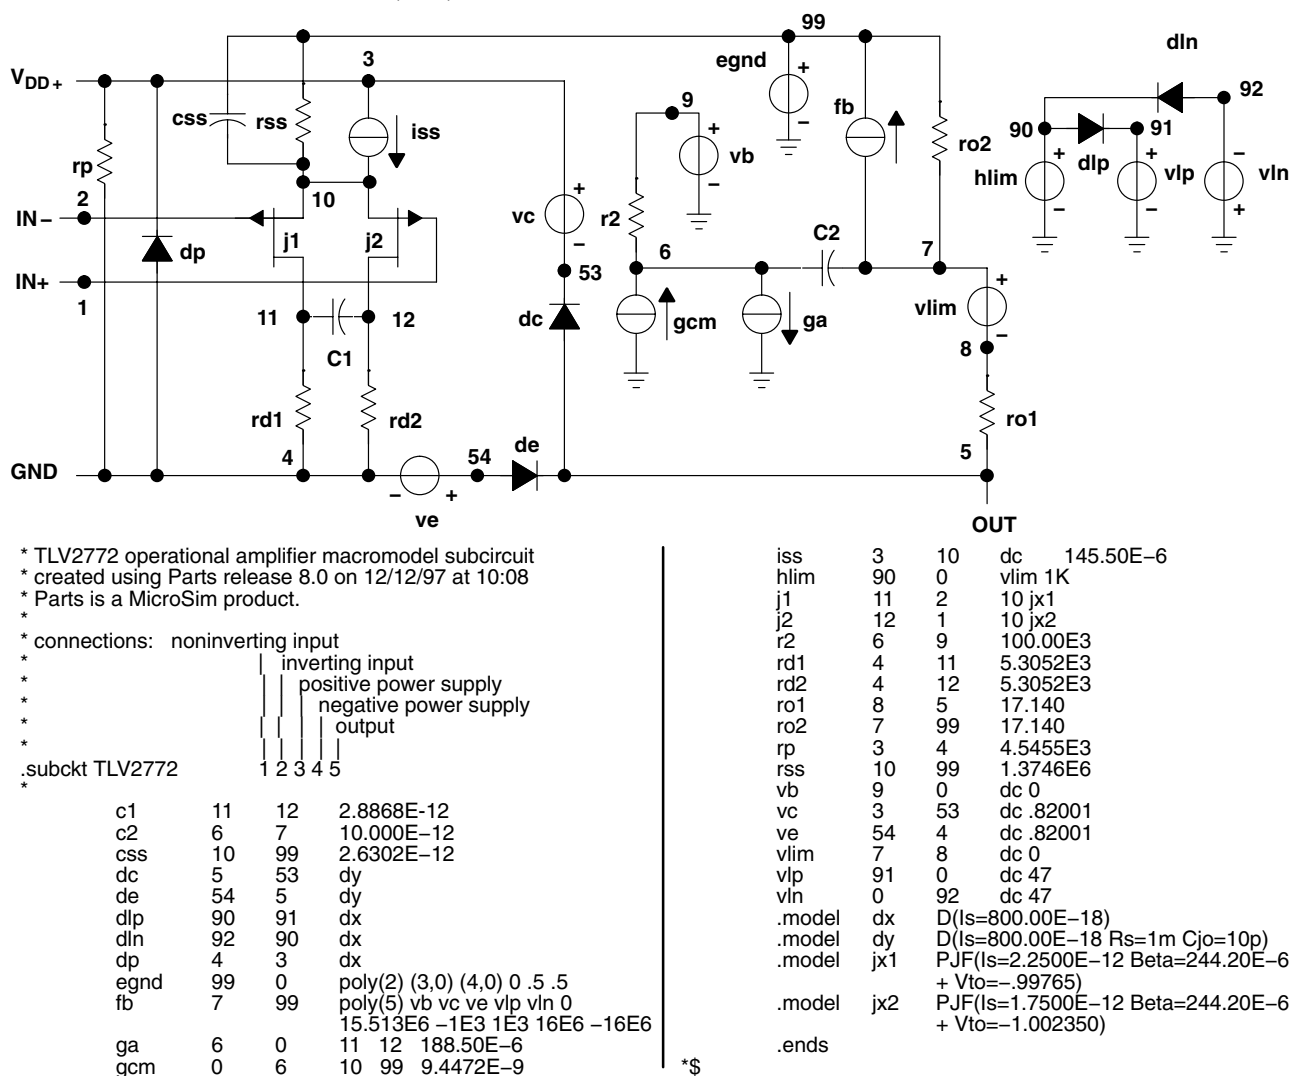 99
dln
VDD+
3
egnd
+
92
9
+
css
rss
iss
fb
90
91
rp
vb
ro2
dlp
hlim
+
vlp
+
vln
−
2
10
IN−
−
−
−
+
+
vc
r2
C2
dp
j1
j2
6
7
IN+
−
53
1
vlim
+
11
12
dc
gcm
ga
−
C1
8
rd1
rd2
ro1
4
54
de
5
GND
−
+
ve
OUT
* TLV2772 operational amplifier macromodel subcircuit
* created using Parts release 8.0 on 12/12/97 at 10:08
* Parts is a MicroSim product.
*
* connections: noninverting input
* | inverting input
* | | positive power supply
* | | | negative power supply
* | | | | output
* | | | | |
.subckt TLV2772 1 2 3 4 5
*
c1 11 12 2.8868E-12
c2 6 7 10.000E−12
css 10 99 2.6302E−12
dc 5 53 dy
de 54 5 dy
dlp 90 91 dx
dln 92 90 dx
dp 4 3 dx
egnd 99 0 poly(2) (3,0) (4,0) 0 .5 .5
fb 7 99 poly(5) vb vc ve vlp vln 0
15.513E6 −1E3 1E3 16E6 −16E6
ga 6 0 11 12 188.50E−6
gcm 0 6 10 99 9.4472E−9
iss 3 10 dc 145.50E−6
hlim 90 0 vlim 1K
j1 11 2 10 jx1
j2 12 1 10 jx2
r2 6 9 100.00E3
rd1 4 11 5.3052E3
rd2 4 12 5.3052E3
ro1 8 5 17.140
ro2 7 99 17.140
rp 3 4 4.5455E3
rss 10 99 1.3746E6
vb 9 0 dc 0
vc 3 53 dc .82001
ve 54 4 dc .82001
vlim 7 8 dc 0
vlp 91 0 dc 47
vln 0 92 dc 47
.model dx D(Is=800.00E−18)
.model dy D(Is=800.00E−18 Rs=1m Cjo=10p)
.model jx1 PJF(Is=2.2500E−12 Beta=244.20E−6
+ Vto=−.99765)
.model jx2 PJF(Is=1.7500E−12 Beta=244.20E−6
+ Vto=−1.002350)
.ends
*$